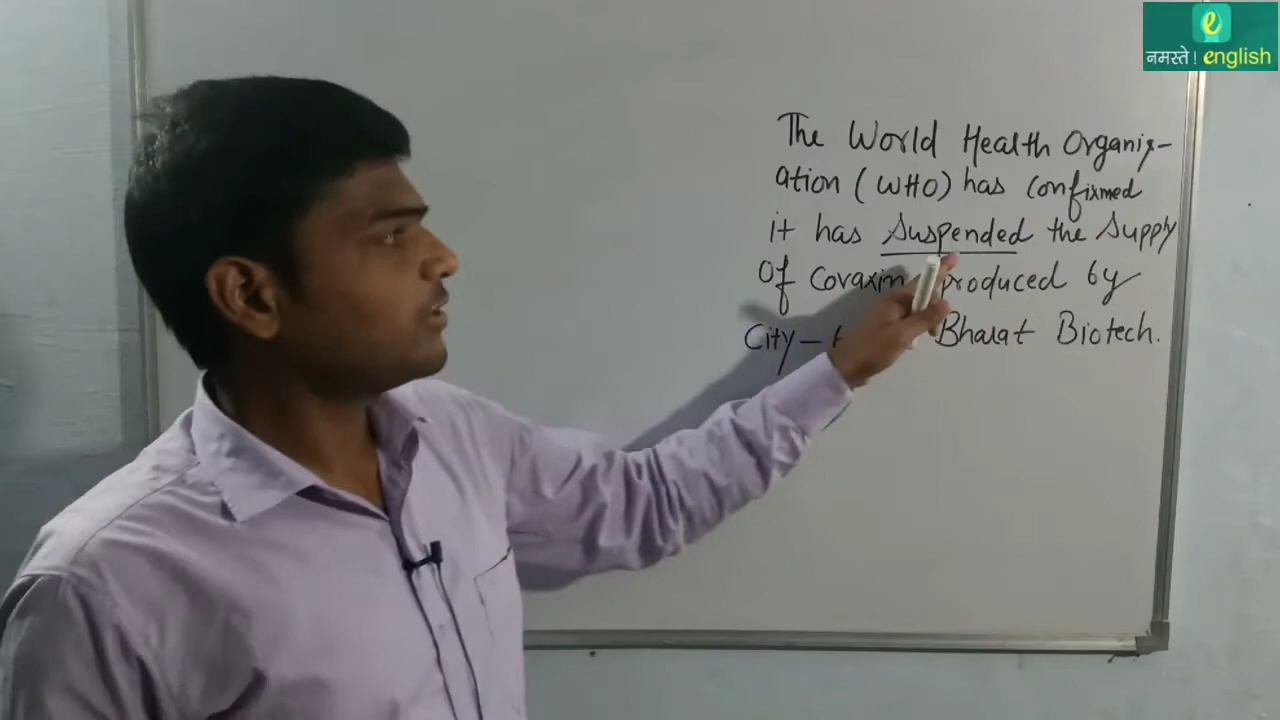 e
नमस्ते! english
The World Health Organiz-
ation (WHO) has confirmed
it has suspended the supply
Of Covaxin produced by
City- Bharat Biotech.